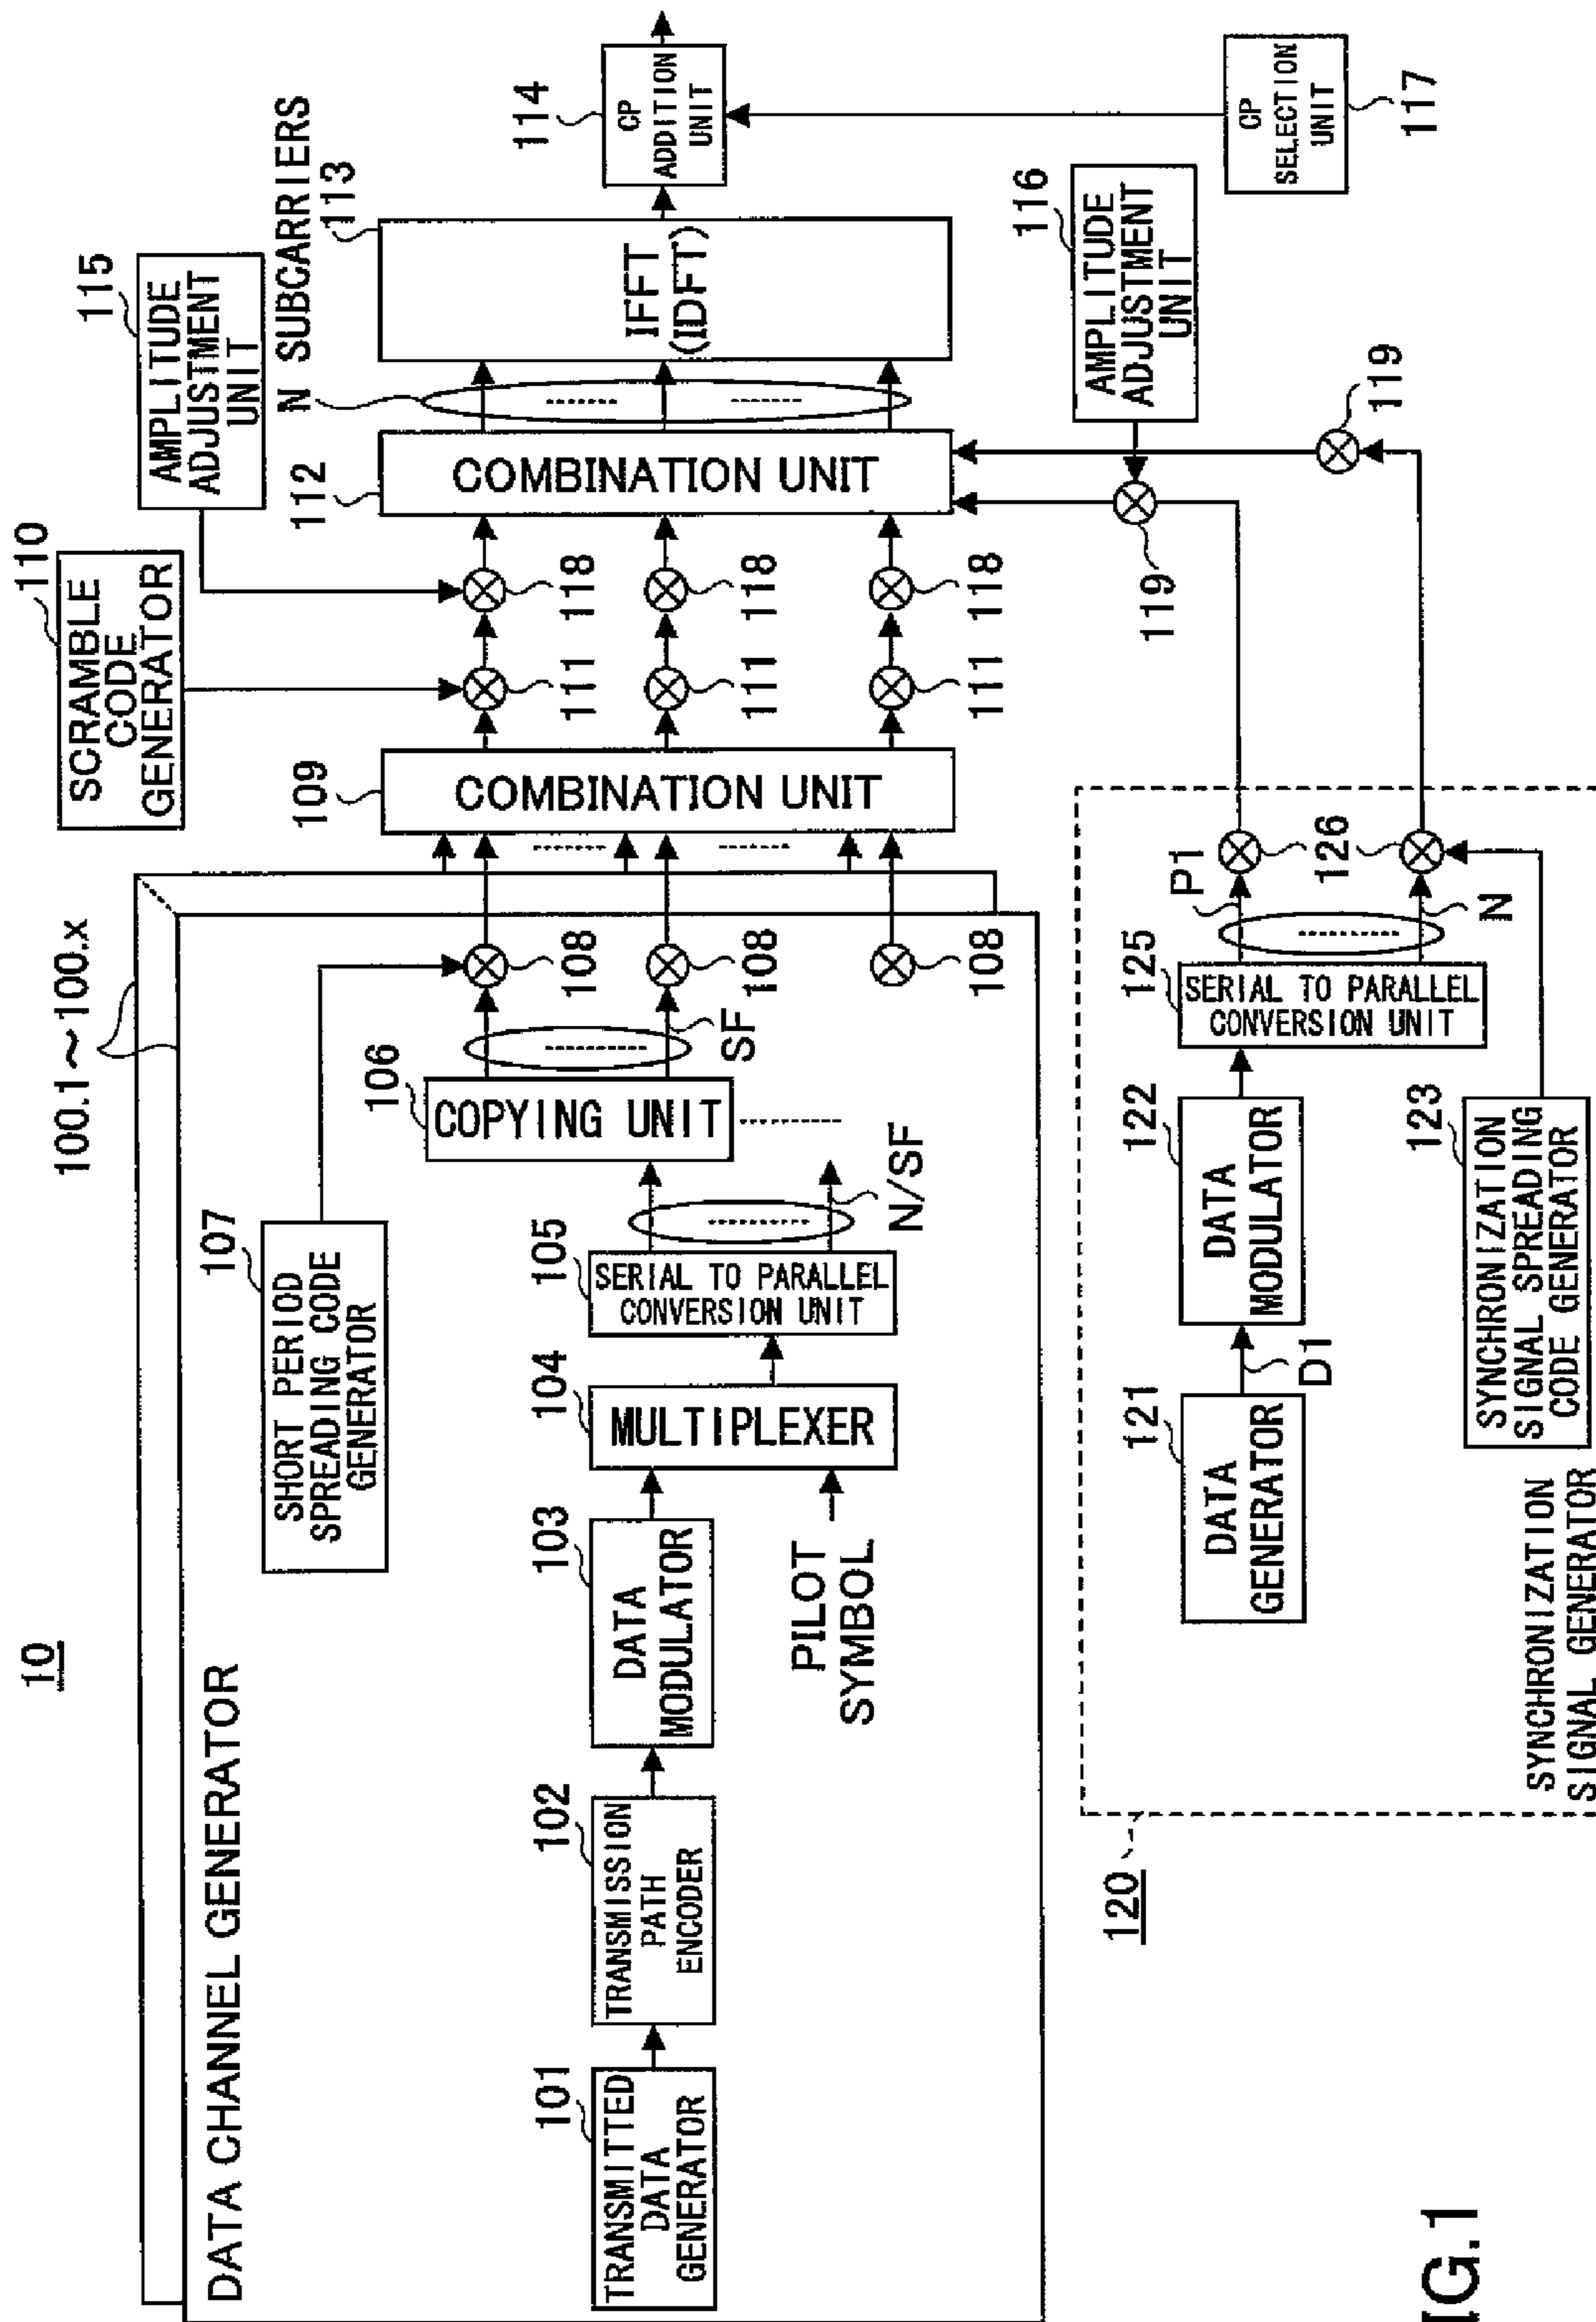 10
100.1~100.x
DATA CHANNEL GENERATOR
101
TRANSMITTED
DATA
GENERATOR
102
TRANSMISSION
PATH
ENCODER
103
DATA
MODULATOR
PILOT
SYMBOL
104
MULTIPLEXER
105
SERIAL TO PARALLEL
CONVERSION UNIT
N/SF
106
COPYING UNIT
SF
107
SHORT PERIOD
SPREADING CODE
GENERATOR
108
108
108
109
COMBINATION UNIT
110
SCRAMBLE
CODE
GENERATOR
111
111
111
115
AMPLITUDE
ADJUSTMENT
UNIT
118
118
118
112
COMBINATION UNIT
N SUBCARRIERS
113
IFFT
(IDFT)
114
CP
ADDITION
UNIT
117
CP
SELECTION
UNIT
116
AMPLITUDE
ADJUSTMENT
UNIT
119
119
120
SYNCHRONIZATION
SIGNAL GENERATOR
121
DATA
GENERATOR
D1
122
DATA
MODULATOR
123
SYNCHRONIZATION
SIGNAL SPREADING
CODE GENERATOR
125
SERIAL TO PARALLEL
CONVERSION UNIT
P1
N
126
IG.1